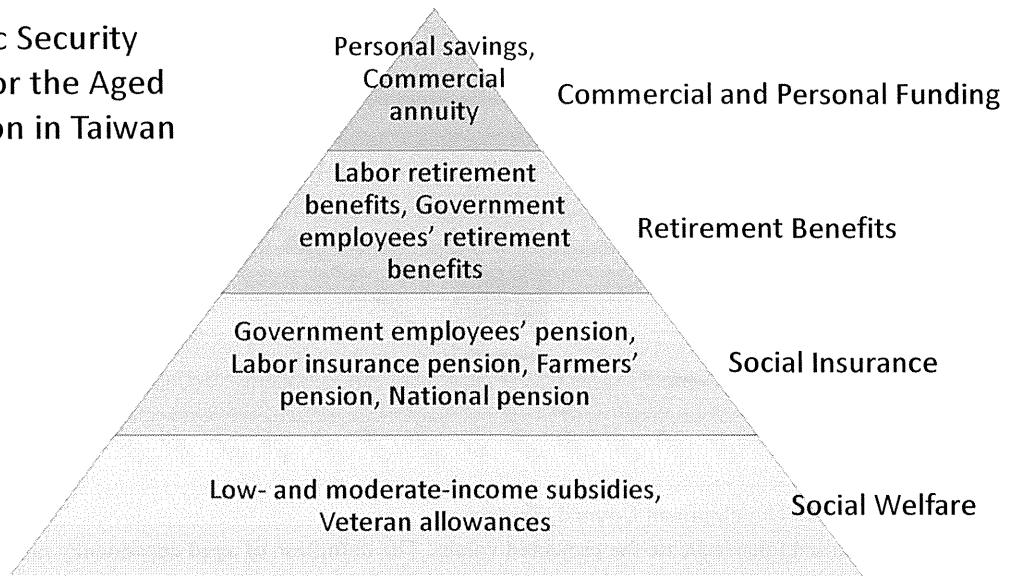 c Security
or the Aged
on in Taiwan
Personal savings,
Commercial
annuity
Commercial and Personal Funding
Labor retirement
benefits, Government
employees' retirement
benefits
Retirement Benefits
Government employees' pension,
Labor insurance pension, Farmers'
pension, National pension
Social Insurance
Low- and moderate-income subsidies,
Veteran allowances
Social Welfare